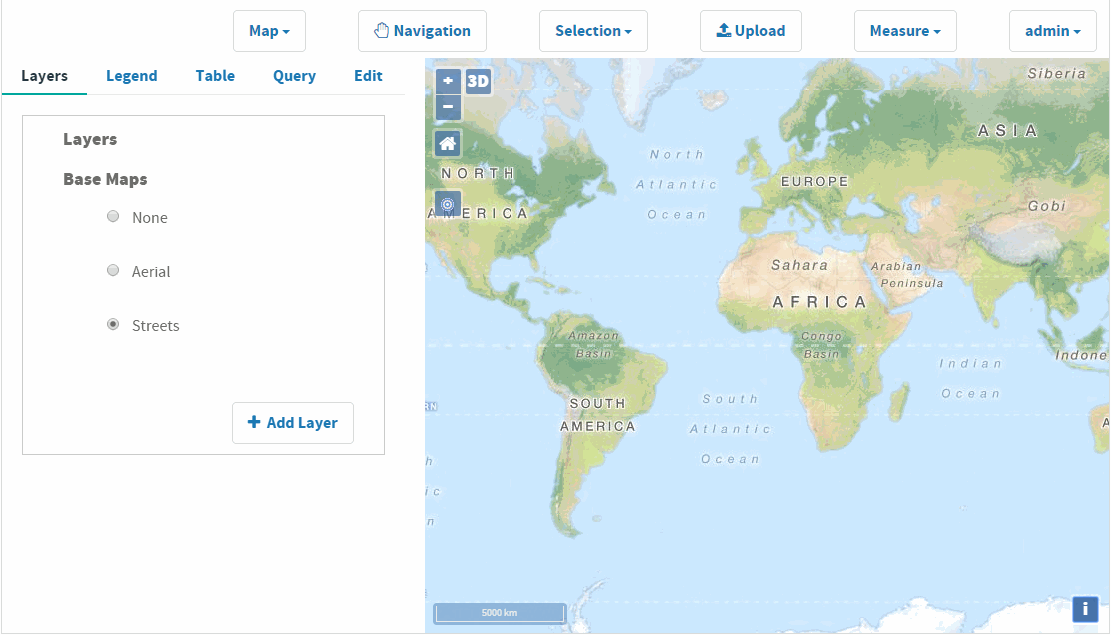 Map
Navigation
Selection
Upload
Measure
admin
Layers
Legend
Table
Query
Edit
Layers
Base Maps
None
Aerial
Streets
Add Layer
+
3D
−
Siberia
ASIA
North
Atlantic
Ocean
NORTH
AMERICA
EUROPE
Gobi
Sahara
Arabian
Peninsula
AFRICA
Amazon
Basin
Congo
Basin
Indone
Indian
Ocean
SOUTH
AMERICA
South
Atlantic
Ocean
A
h
ic
n
5000 km
i